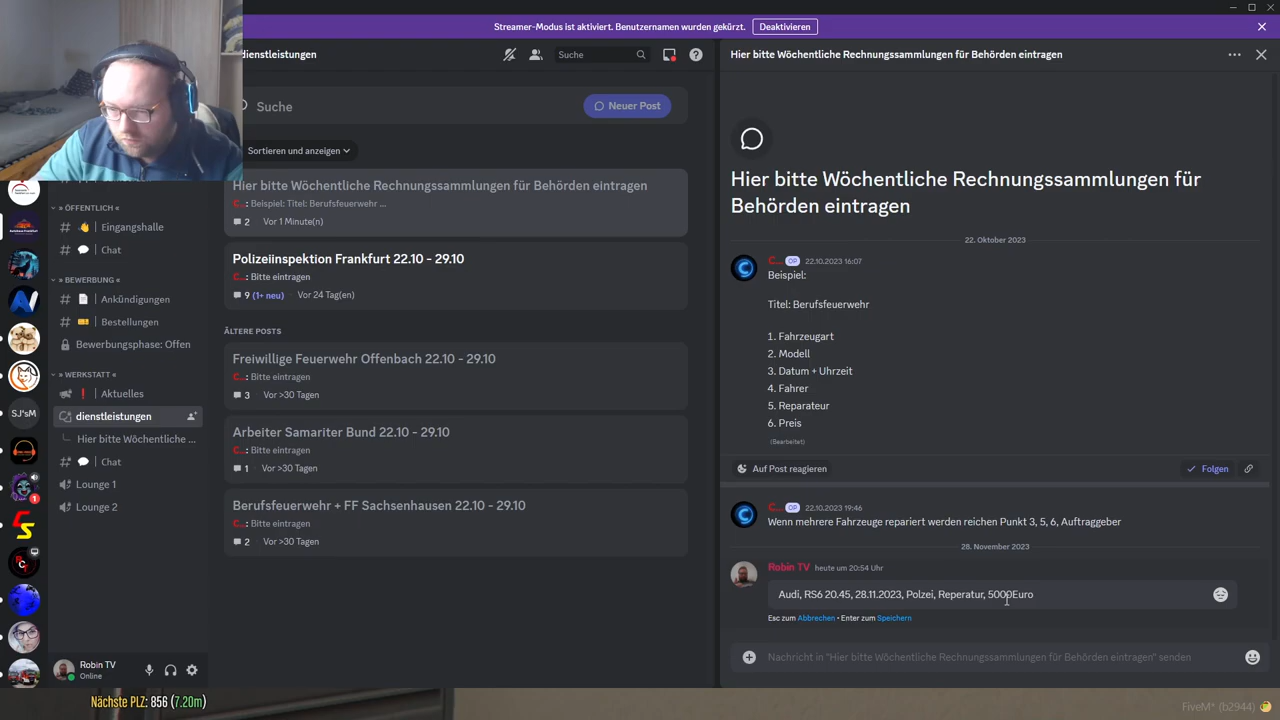 Streamer-Modus ist aktiviert. Benutzernamen wurden gekürzt.
Deaktivieren
dienstleistungen
Suche
Hier bitte Wöchentliche Rechnungssammlungen für Behörden eintragen
Suche
Neuer Post
Sortieren und anzeigen
Hier bitte Wöchentliche Rechnungssammlungen für Behörden eintragen
C...: Beispiel: Titel: Berufsfeuerwehr ...
2 Vor 1 Minute(n)
Polizeiinspektion Frankfurt 22.10 - 29.10
C...: Bitte eintragen
9 (1+ neu) • Vor 24 Tag(en)
ÄLTERE POSTS
Freiwillige Feuerwehr Offenbach 22.10 - 29.10
C...: Bitte eintragen
3 Vor >30 Tagen
Arbeiter Samariter Bund 22.10 - 29.10
C...: Bitte eintragen
1 Vor >30 Tagen
Berufsfeuerwehr + FF Sachsenhausen 22.10 - 29.10
C...: Bitte eintragen
2 Vor >30 Tagen
» ÖFFENTLICH «
Eingangshalle
Chat
» BEWERBUNG «
Ankündigungen
Bestellungen
Bewerbungsphase: Offen
» WERKSTATT «
Aktuelles
dienstleistungen
Hier bitte Wöchentliche ...
Chat
Lounge 1
Lounge 2
SJ'sM
1
Robin TV
Online
Hier bitte Wöchentliche Rechnungssammlungen für
Behörden eintragen
22. Oktober 2023
C... OP 22.10.2023 16:07
Beispiel:
Titel: Berufsfeuerwehr
1. Fahrzeugart
2. Modell
3. Datum + Uhrzeit
4. Fahrer
5. Reparateur
6. Preis
(Bearbeitet)
Auf Post reagieren
Folgen
C... OP 22.10.2023 19:46
Wenn mehrere Fahrzeuge repariert werden reichen Punkt 3, 5, 6, Auftraggeber
28. November 2023
Robin TV heute um 20:54 Uhr
Audi, RS6 20.45, 28.11.2023, Polzei, Reperatur, 5000Euro
Esc zum Abbrechen • Enter zum Speichern
Nachricht in "Hier bitte Wöchentliche Rechnungssammlungen für Behörden eintragen" senden
Nächste PLZ: 856 (7.20m)
FiveM* (b2944)